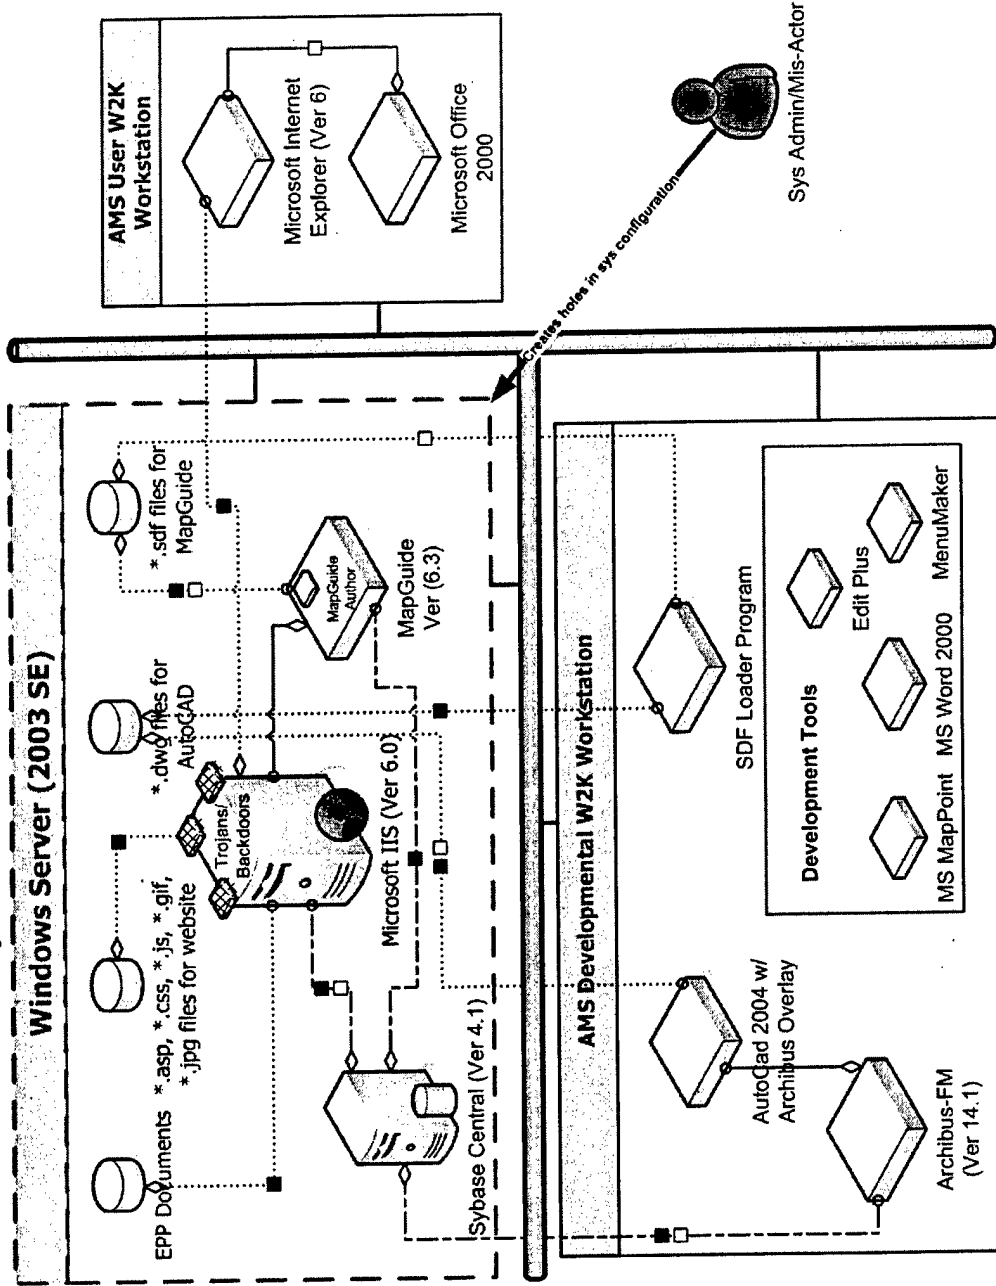 Windows Server (2003 SE)
EPP Documents
*.asp, *.css, *.js, *.gif,
*.jpg files for website
*.dwg files for
AutoCAD
*.sdf files for
MapGuide
Trojans/
Backdoors
MapGuide
Author
MapGuide
Ver (6.3)
Microsoft IIS (Ver 6.0)
Sybase Central (Ver 4.1)
AMS User W2K
Workstation
Microsoft Internet
Explorer (Ver 6)
Microsoft Office
2000
Creates holes in sys configuration
Sys Admin/Mis-Actor
AMS Developmental W2K Workstation
AutoCad 2004 w/
Archibus Overlay
Archibus-FM
(Ver 14.1)
SDF Loader Program
Development Tools
Edit Plus
MS MapPoint
MS Word 2000
MenuMaker